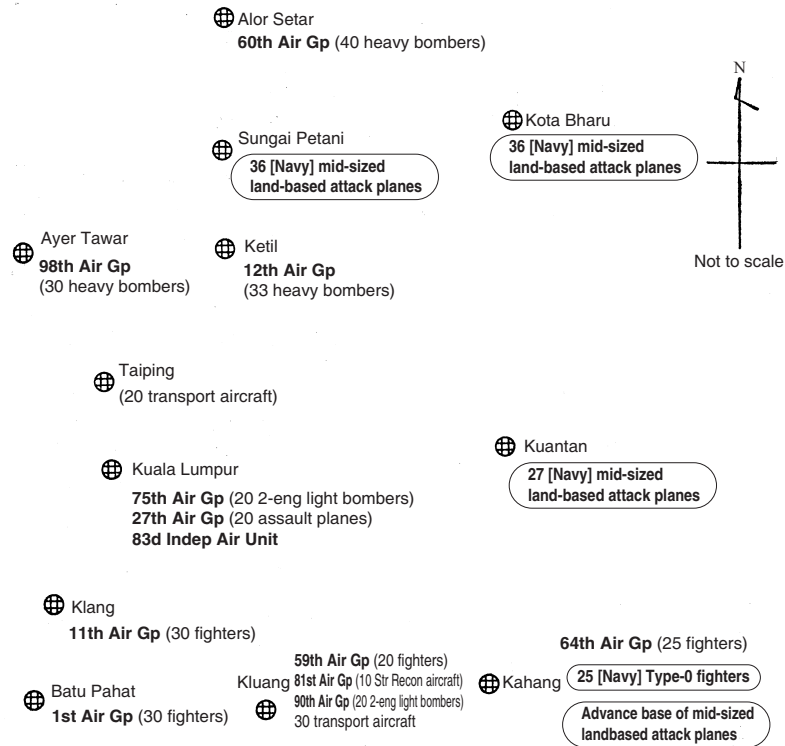 Alor Setar
60th Air Gp (40 heavy bombers)
N
Kota Bharu
36 [Navy] mid-sized
land-based attack planes
Sungai Petani
36 [Navy] mid-sized
land-based attack planes
Not to scale
Ayer Tawar
98th Air Gp
(30 heavy bombers)
Ketil
12th Air Gp
(33 heavy bombers)
Taiping
(20 transport aircraft)
Kuantan
27 [Navy] mid-sized
land-based attack planes
Kuala Lumpur
75th Air Gp (20 2-eng light bombers)
27th Air Gp (20 assault planes)
83d Indep Air Unit
Klang
11th Air Gp (30 fighters)
Batu Pahat
1st Air Gp (30 fighters)
Kluang
59th Air Gp (20 fighters)
81st Air Gp (10 Str Recon aircraft)
90th Air Gp (20 2-eng light bombers)
30 transport aircraft
Kahang
64th Air Gp (25 fighters)
25 [Navy] Type-0 fighters
Advance base of mid-sized
landbased attack planes